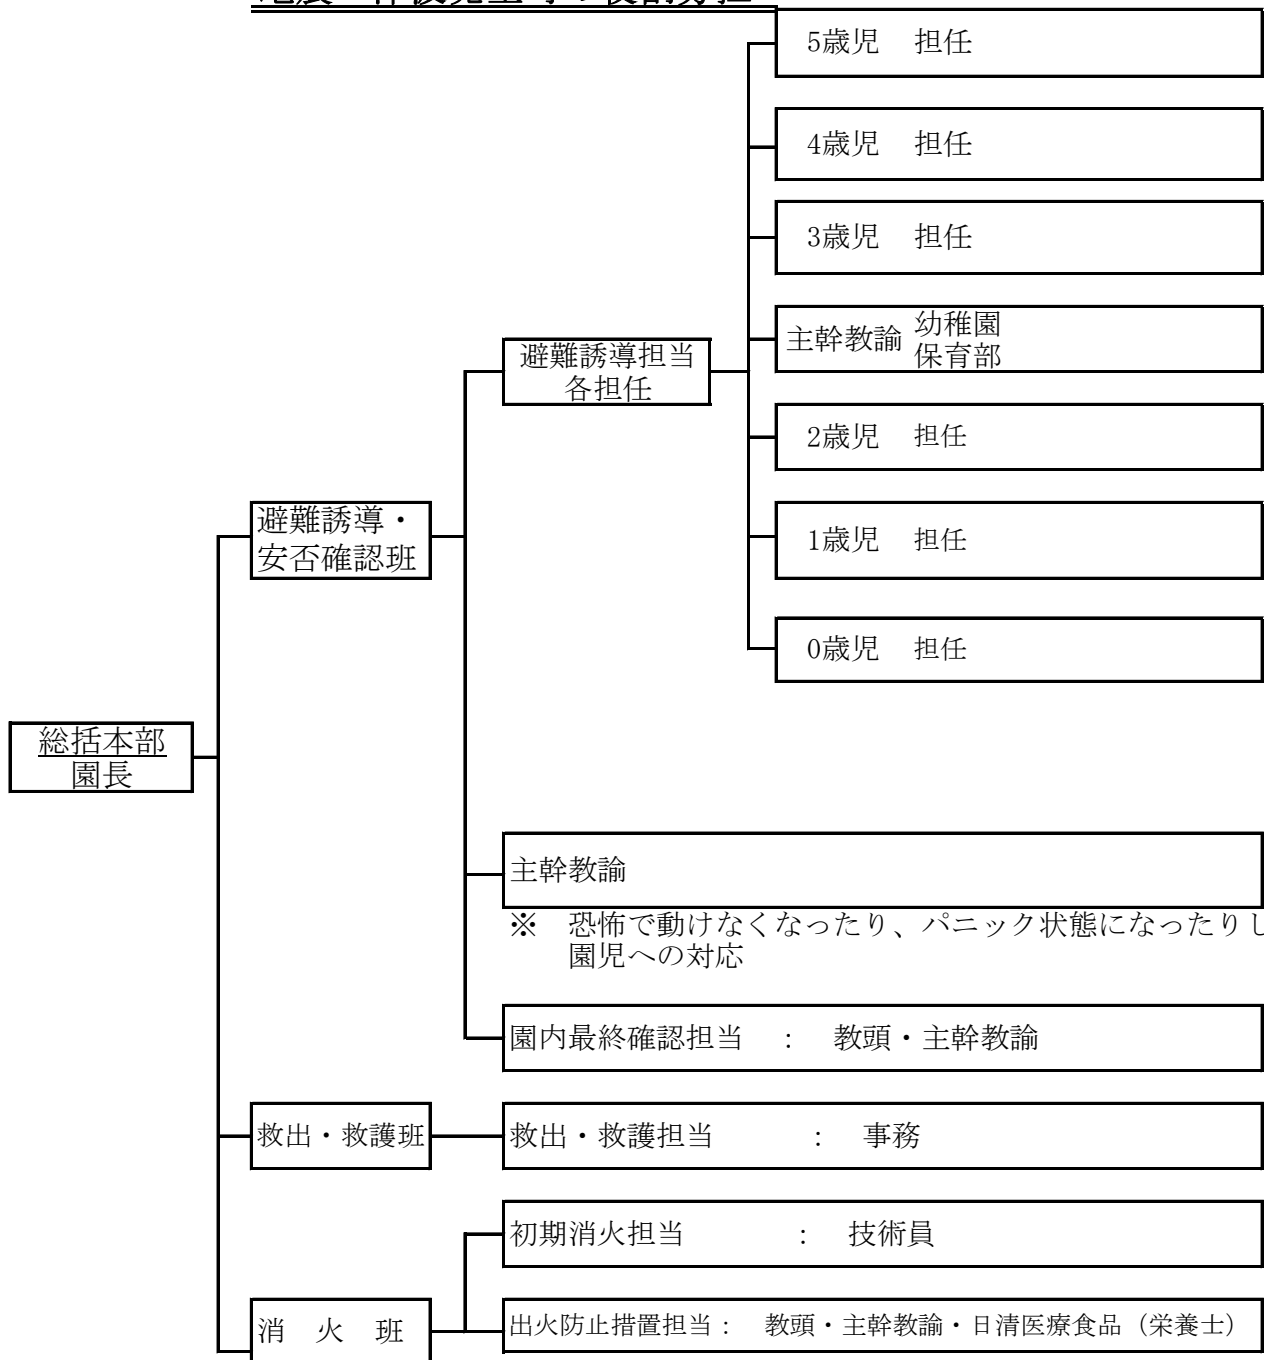 5歳児 担任
4歳児 担任
3歳児 担任
主幹教諭 幼稚園
保育部
避難誘導担当
各担任
2歳児 担任
避難誘導・
安否確認班
1歳児 担任
0歳児 担任
総括本部
園長
主幹教諭
※ 恐怖で動けなくなったり、パニック状態になったりし
園児への対応
園内最終確認担当 : 教頭・主幹教諭
救出・救護班
救出・救護担当 : 事務
初期消火担当 : 技術員
消 火 班
出火防止措置担当: 教頭・主幹教諭・日清医療食品(栄養士)